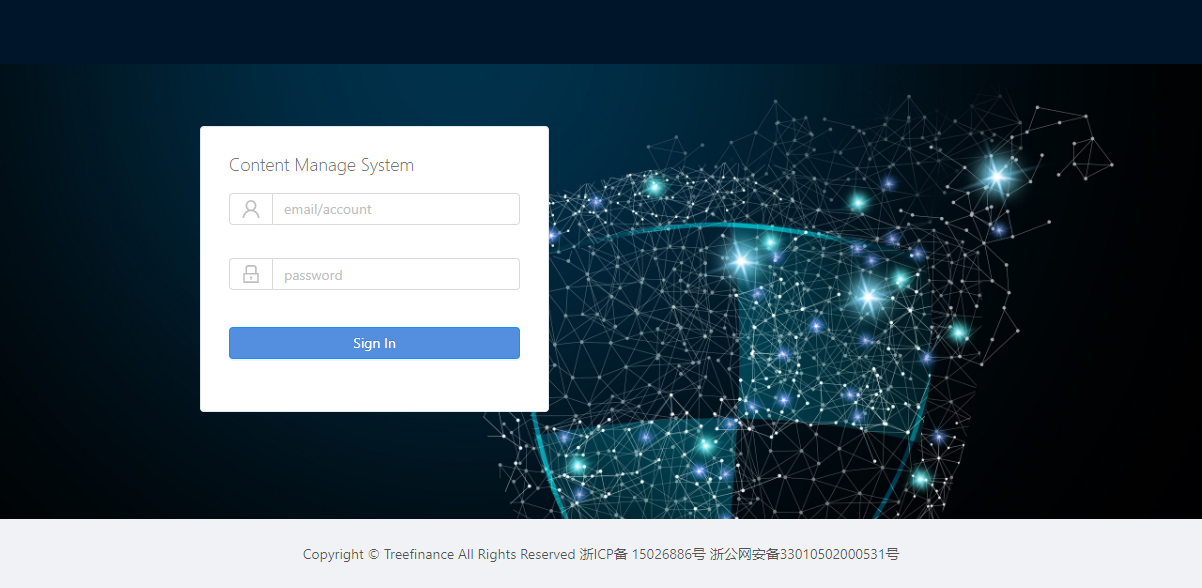 Content Manage System
email/account
password
Sign In
Copyright © Treefinance All Rights Reserved 浙ICP备 15026886号 浙公网安备33010502000531号